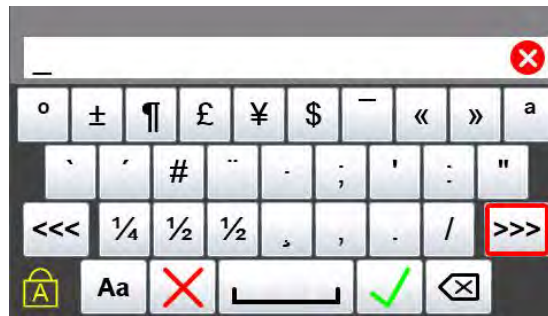 _
º ± ¶ £ ¥ $ ¯ « » ª
` ´ # ¨ - ; ' : "
<<< ¼ ½ ½ ¸ , . / >>>
A Aa